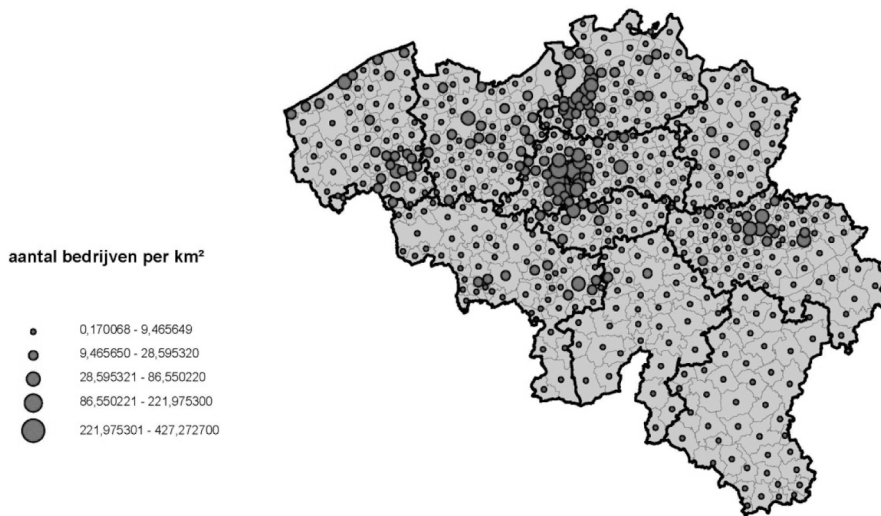 aantal bedrijven per km²
0,170068 - 9,465649
9,465650 - 28,595320
28,595321 - 86,550220
86,550221 - 221,975300
221,975301 - 427,272700